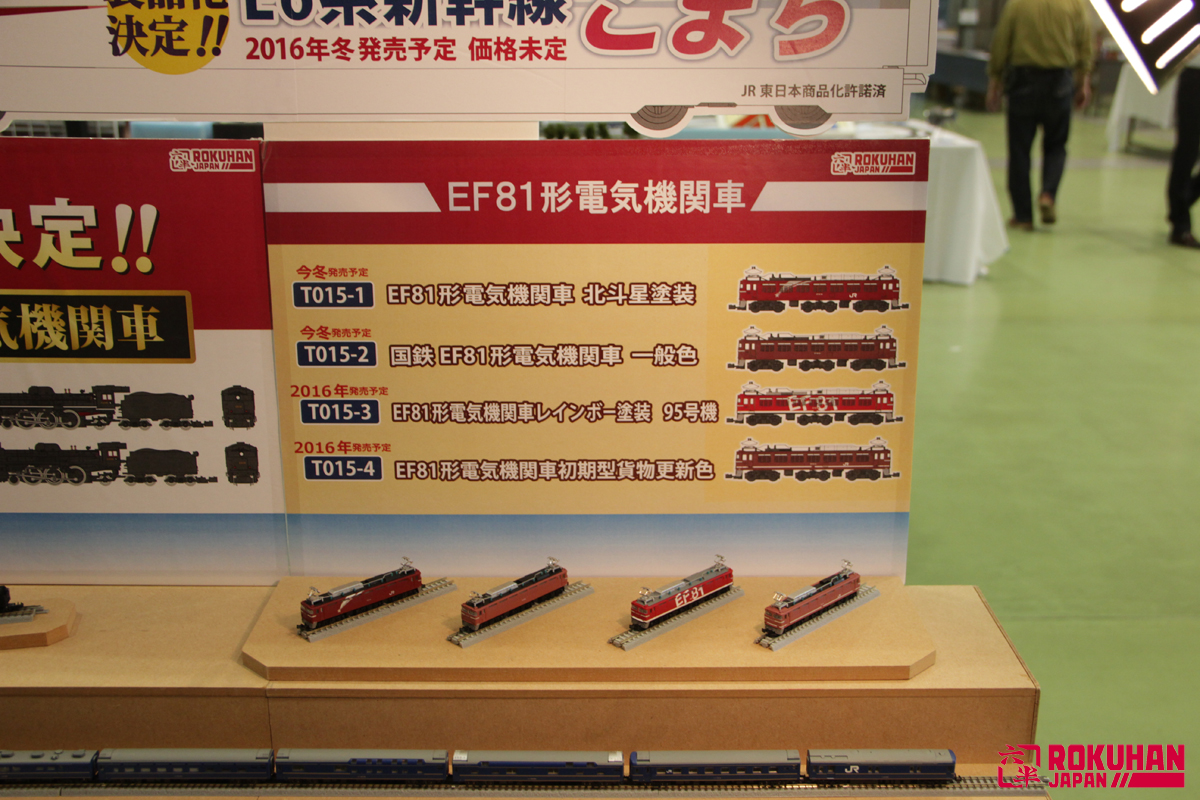 決定!!
E6系新幹線
こまち
2016年冬発売予定 価格未定
JR 東日本商品化許諾済
ROKUHAN
JAPAN
決定!!
気機関車
ROKUHAN
JAPAN
EF81形電気機関車
今冬発売予定
T015-1 EF81形電気機関車 北斗星塗装
今冬発売予定
T015-2 国鉄 EF81形電気機関車 一般色
2016年発売予定
T015-3 EF81形電気機関車レインボー塗装 95号機
EF81
2016年発売予定
T015-4 EF81形電気機関車初期型貨物更新色
EF81
JR
六半 ROKUHAN
JAPAN